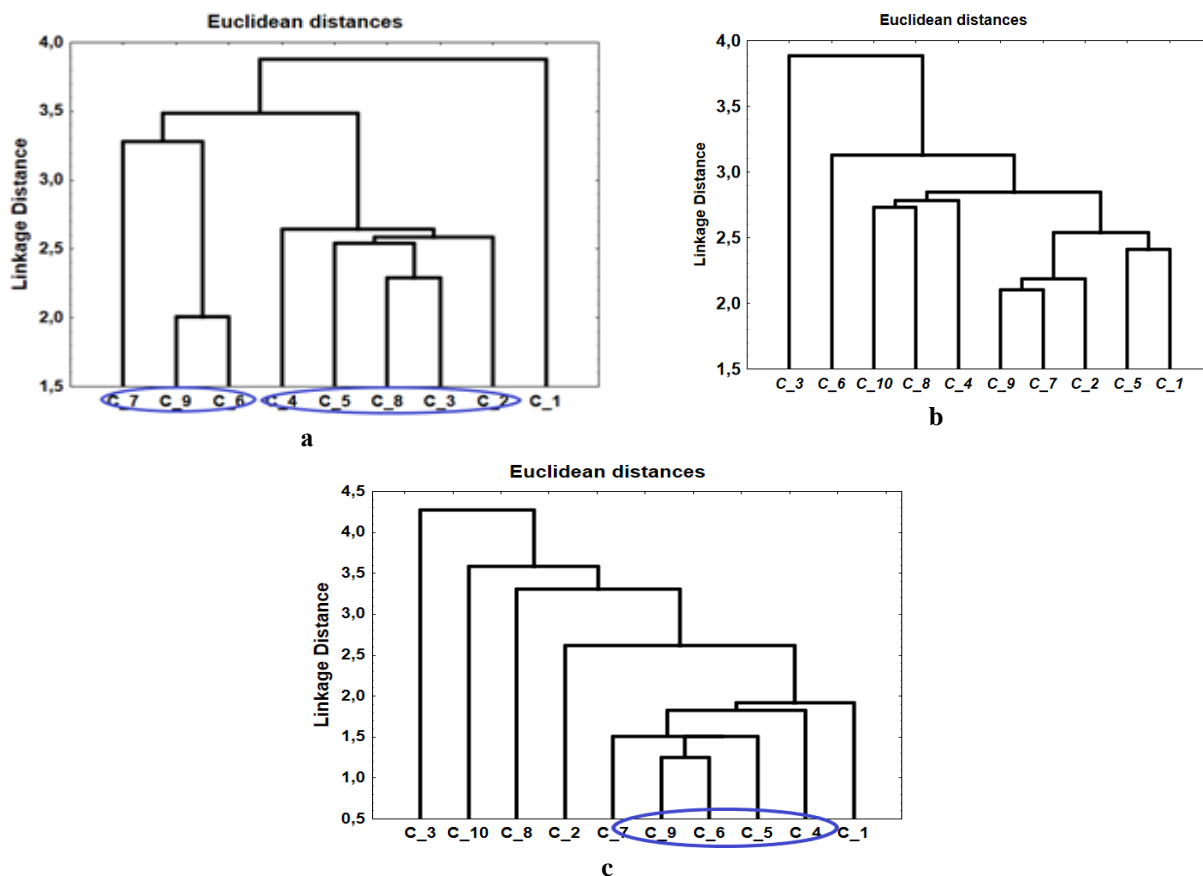 Euclidean distances
4,0
3,5
3,0
2,5
2,0
1,5
Linkage Distance
C_7 C_9 C_6 C_4 C_5 C_8 C_3 C_2 C_1
a
Euclidean distances
4,0
3,5
3,0
2,5
2,0
1,5
Linkage Distance
C_3 C_6 C_10 C_8 C_4 C_9 C_7 C_2 C_5 C_1
b
Euclidean distances
4,5
4,0
3,5
3,0
2,5
2,0
1,5
1,0
0,5
Linkage Distance
C_3 C_10 C_8 C_2 C_7 C_9 C_6 C_5 C_4 C_1
c